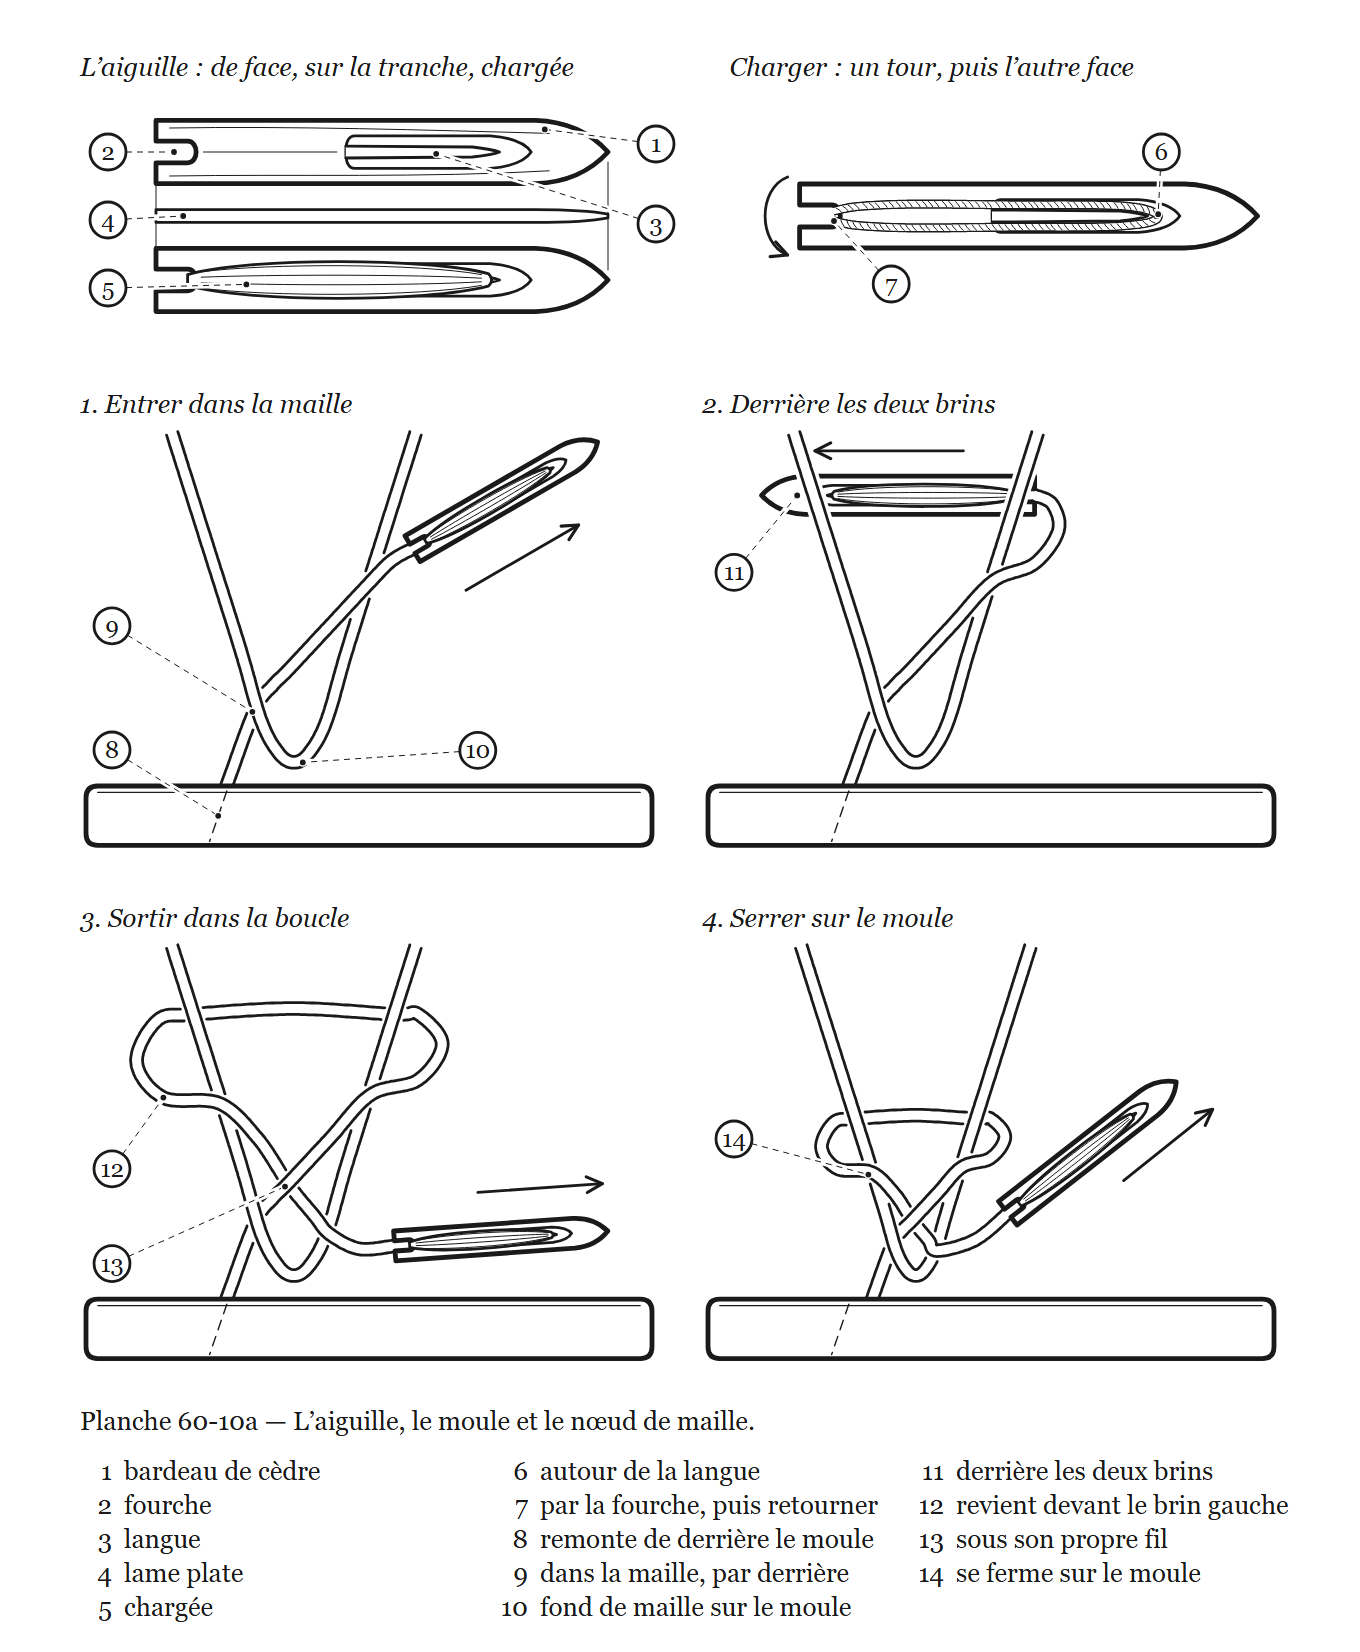 L’aiguille : de face, sur la tranche, chargée
Charger : un tour, puis l’autre face
1
2
3
4
5
6
7
1. Entrer dans la maille
2. Derrière les deux brins
9
8
10
11
3. Sortir dans la boucle
4. Serrer sur le moule
12
13
14
Planche 60-10a — L’aiguille, le moule et le nœud de maille.
1 bardeau de cèdre
2 fourche
3 langue
4 lame plate
5 chargée
6 autour de la langue
7 par la fourche, puis retourner
8 remonte de derrière le moule
9 dans la maille, par derrière
10 fond de maille sur le moule
11 derrière les deux brins
12 revient devant le brin gauche
13 sous son propre fil
14 se ferme sur le moule